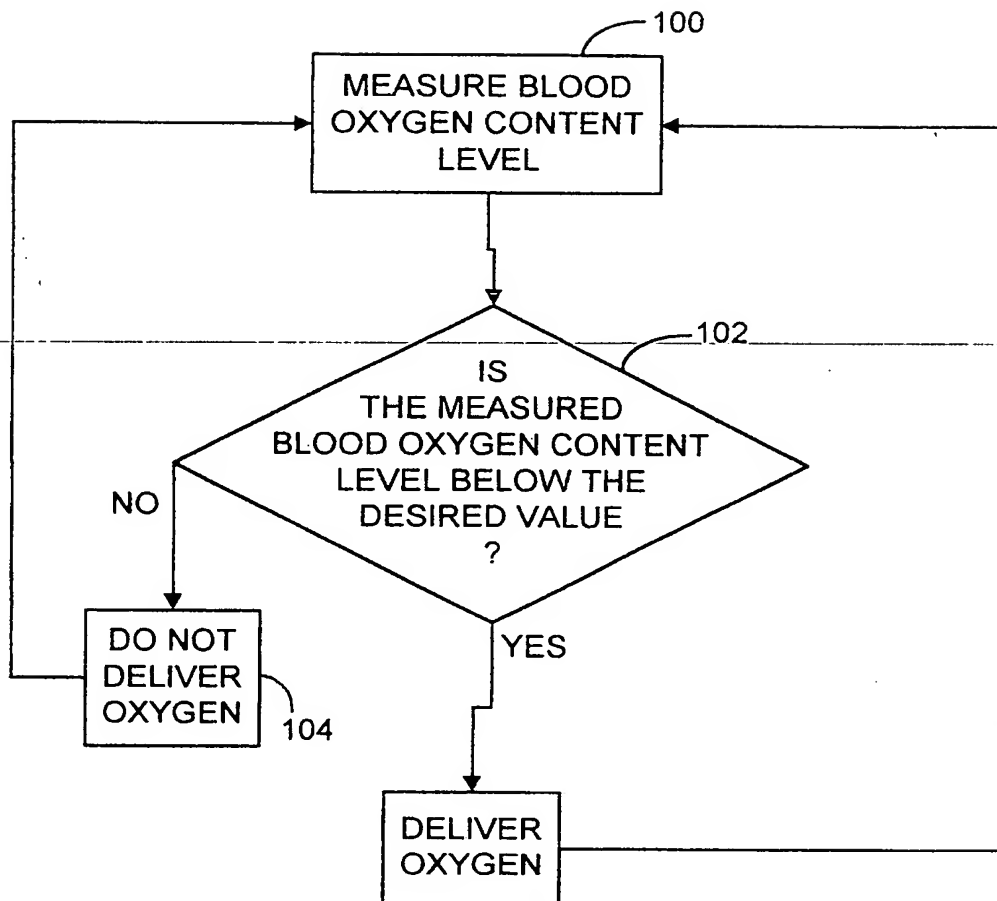 100
MEASURE BLOOD
OXYGEN CONTENT
LEVEL
102
IS
THE MEASURED
BLOOD OXYGEN CONTENT
LEVEL BELOW THE
DESIRED VALUE
?
NO
YES
DO NOT
DELIVER
OXYGEN
104
DELIVER
OXYGEN